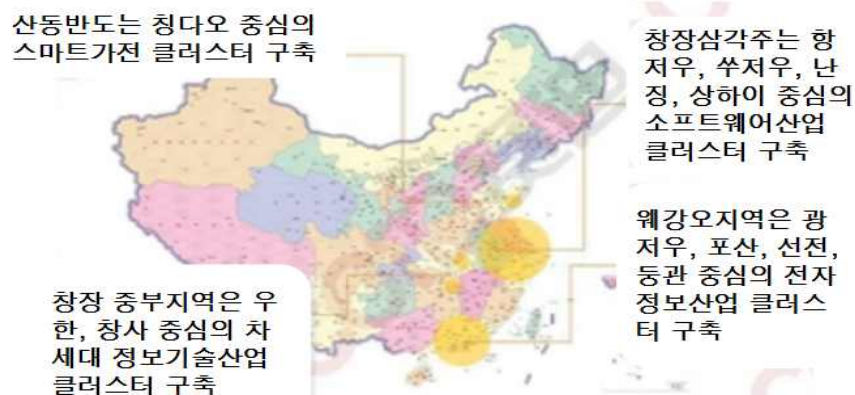 산동반도는 칭다오 중심의
스마트가전 클러스터 구축
창장삼각주는 항
저우, 쑤저우, 난
징, 상하이 중심의
소프트웨어산업
클러스터 구축
웨강오지역은 광
저우, 포산, 선전,
둥관 중심의 전자
정보산업 클러스
터 구축
창장 중부지역은 우
한, 창사 중심의 차
세대 정보기술산업
클러스터 구축